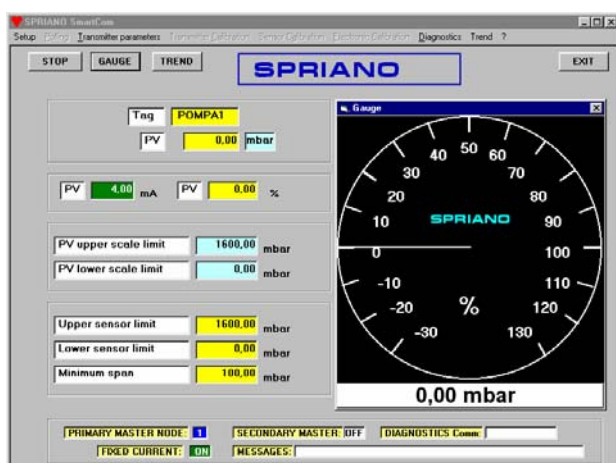 SPRIANO SmartCom
Setup Polling Transmitter parameters Transmitter Calibration Sensor Calibration Electronic Calibration Diagnostics Trend ?
STOP GAUGE TREND SPRIANO EXIT
Tag POMPA1
PV 0,00 mbar
PV 4,00 mA PV 0,00 %
PV upper scale limit 1600,00 mbar
PV lower scale limit 0,00 mbar
Upper sensor limit 1600,00 mbar
Lower sensor limit 0,00 mbar
Minimum span 100,00 mbar
Gauge
40 50 60
30 70
20 80
10 SPRIANO 90
0 100
-10 110
-20 % 120
-30 130
0,00 mbar
PRIMARY MASTER NODE: 1 SECONDARY MASTER: OFF DIAGNOSTICS Comm:
FIXED CURRENT: ON MESSAGES: